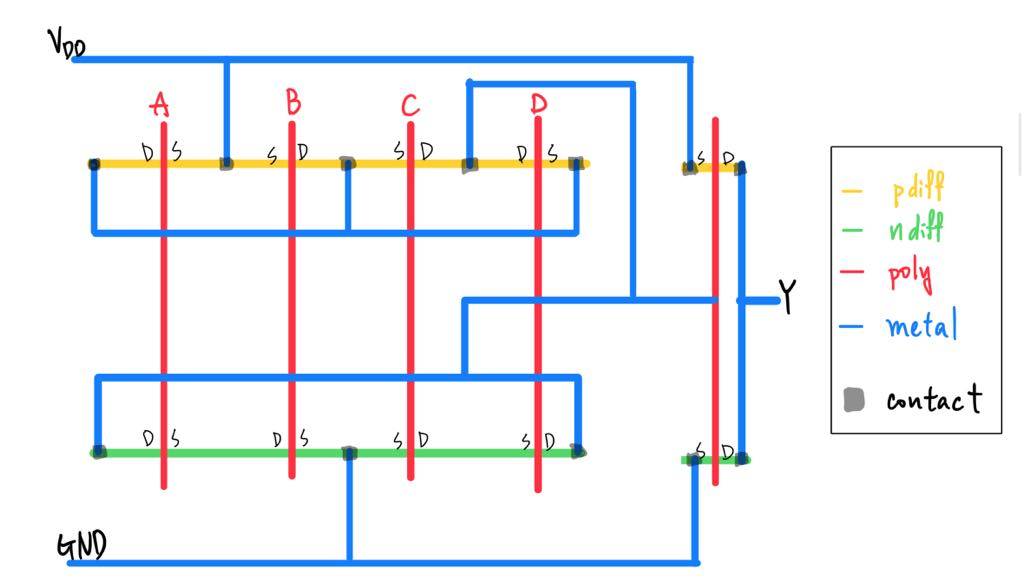 VDD
A B C D
D S S D S D D S S D
pdiff
ndiff
poly
metal
Y
contact
D S D S S D S D S D
GND